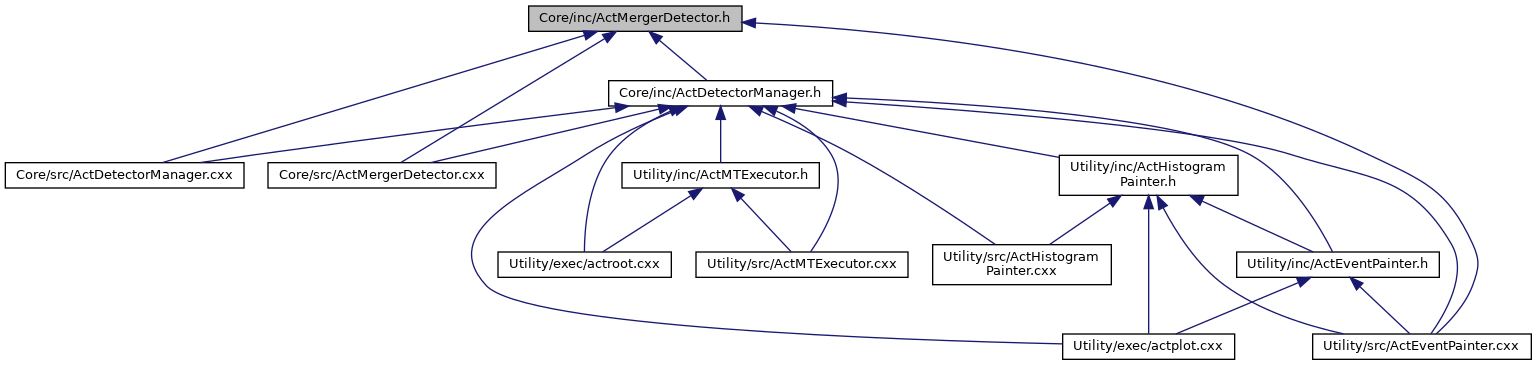 Core/inc/ActMergerDetector.h
Core/inc/ActDetectorManager.h
Core/src/ActDetectorManager.cxx
Core/src/ActMergerDetector.cxx
Utility/inc/ActMTExecutor.h
Utility/inc/ActHistogram
Painter.h
Utility/exec/actroot.cxx
Utility/src/ActMTExecutor.cxx
Utility/src/ActHistogram
Painter.cxx
Utility/inc/ActEventPainter.h
Utility/exec/actplot.cxx
Utility/src/ActEventPainter.cxx